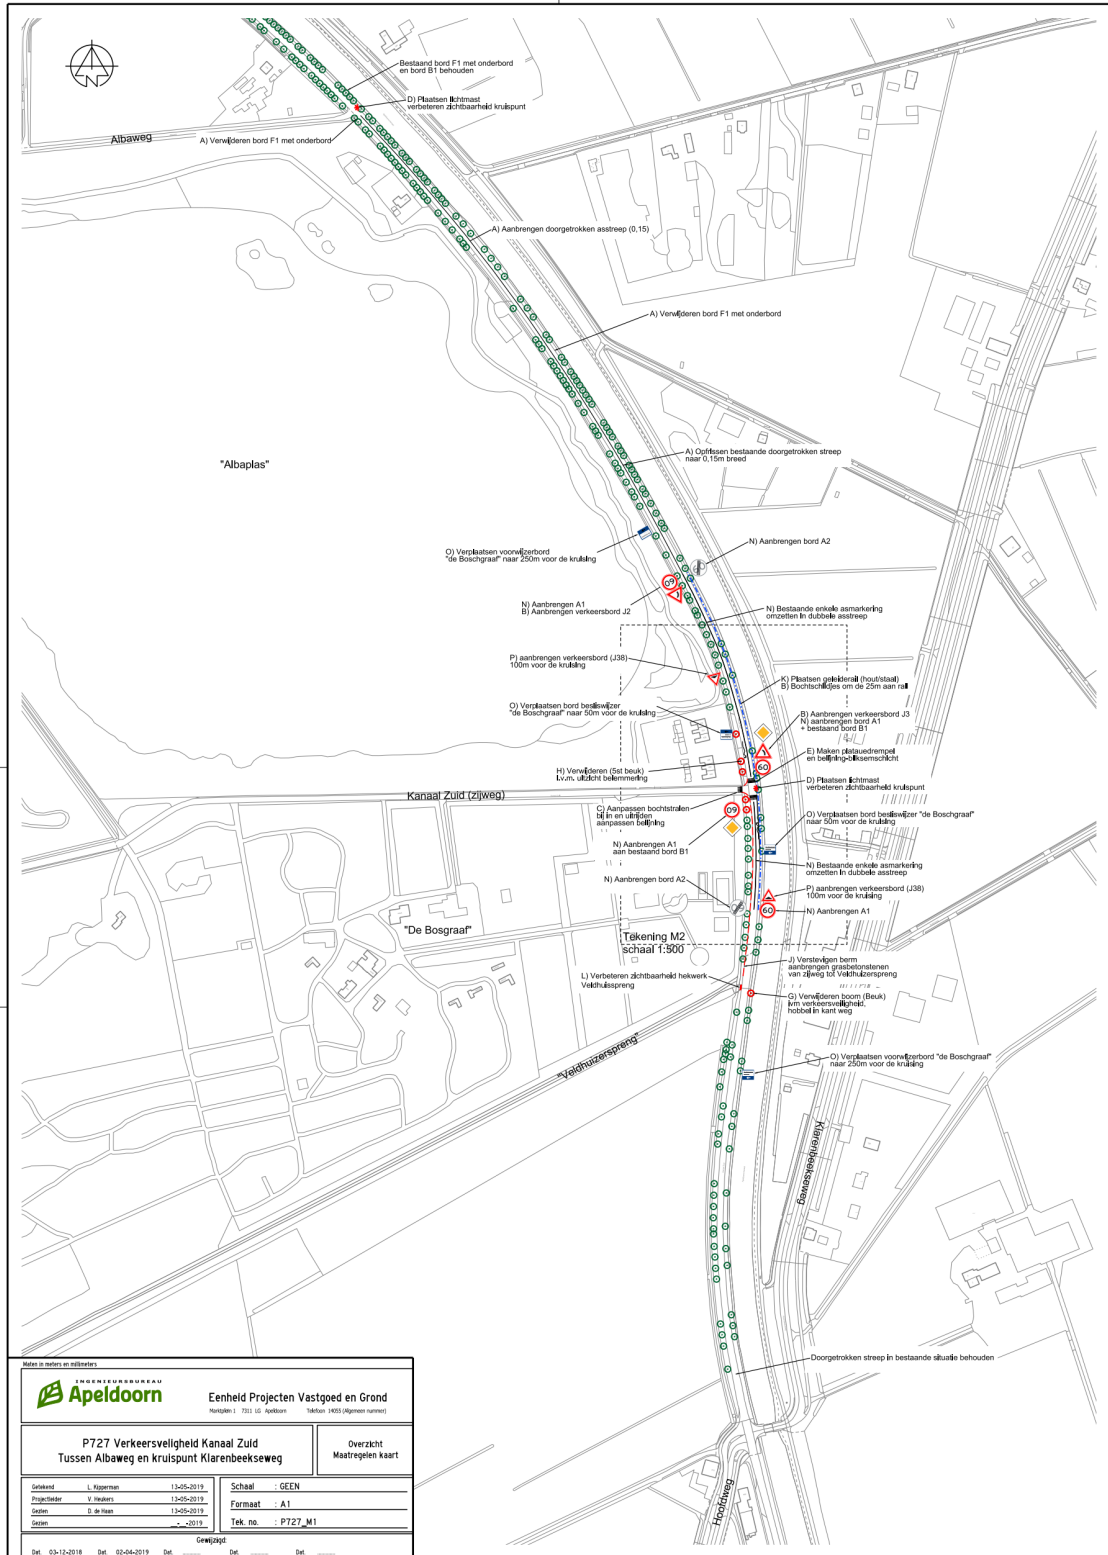 Bestaand bord F1 met onderbord
en bord B1 behouden
D) Plaatsen lichtmast
verbeteren zichtbaarheid kruispunt
Albaweg
A) Verwijderen bord F1 met onderbord
A) Aanbrengen doorgetrokken asstreep (0,15)
A) Verwijderen bord F1 met onderbord
"Albaplas"
A) Opfrissen bestaande doorgetrokken streep
naar 0,15m breed
O) Verplaatsen voorwijzerbord
"de Boschgraaf" naar 250m voor de kruising
N) Aanbrengen bord A2
60
N) Aanbrengen A1
B) Aanbrengen verkeersbord J2
N) Bestaande enkele asmarkering
omzetten in dubbele asstreep
P) aanbrengen verkeersbord (J38)
100m voor de kruising
K) Plaatsen geleiderail (hout/staal)
B) Bochtschildjes om de 25m aan rail
O) Verplaatsen bord besliswijzer
"de Boschgraaf" naar 50m voor de kruising
B) Aanbrengen verkeersbord J3
N) aanbrengen bord A1
+ bestaand bord B1
60
E) Maken plataeudrempel
en belijning-bliksemschicht
H) Verwijderen (5st beuk)
i.v.m. uitzicht belemmering
D) Plaatsen lichtmast
verbeteren zichtbaarheid kruispunt
Kanaal Zuid (zijweg)
C) Aanpassen bochtstralen
bij in en uitrijden
aanpassen belijning
60
O) Verplaatsen bord besliswijzer "de Boschgraaf"
naar 50m voor de kruising
N) Aanbrengen A1
aan bestaand bord B1
N) Bestaande enkele asmarkering
omzetten in dubbele asstreep
N) Aanbrengen bord A2
P) aanbrengen verkeersbord (J38)
100m voor de kruising
60
N) Aanbrengen A1
"De Bosgraaf"
Tekening M2
schaal 1:500
J) Verstevigen berm
aanbrengen grasbetonstenen
van zijweg tot Veldhuizerspreng
L) Verbeteren zichtbaarheid hekwerk
Veldhuisspreng
G) Verwijderen boom (Beuk)
ivm verkeersveiligheid,
hobbel in kant weg
"Veldhuizerspreng"
O) Verplaatsen voorwijzerbord "de Boschgraaf"
naar 250m voor de kruising
Klarenbeekseweg
Doorgetrokken streep in bestaande situatie behouden
Hoofdweg
Maten in meters en millimeters
INGENIEURSBUREAU
Apeldoorn
Eenheid Projecten Vastgoed en Grond
Marktplein 1 7311 LG Apeldoorn Telefoon 14055 (Algemeen nummer)
P727 Verkeersveligheid Kanaal Zuid
Tussen Albaweg en kruispunt Klarenbeekseweg
Overzicht
Maatregelen kaart
Getekend L. Kipperman 13-05-2019
Projectleider V. Heukers 13-05-2019
Gezien D. de Haan 13-05-2019
Gezien __-__-2019
Schaal : GEEN
Formaat : A1
Tek. no. : P727_M1
Gewijzigd:
Dat. 03-12-2018 Dat. 02-04-2019 Dat. Dat. Dat.